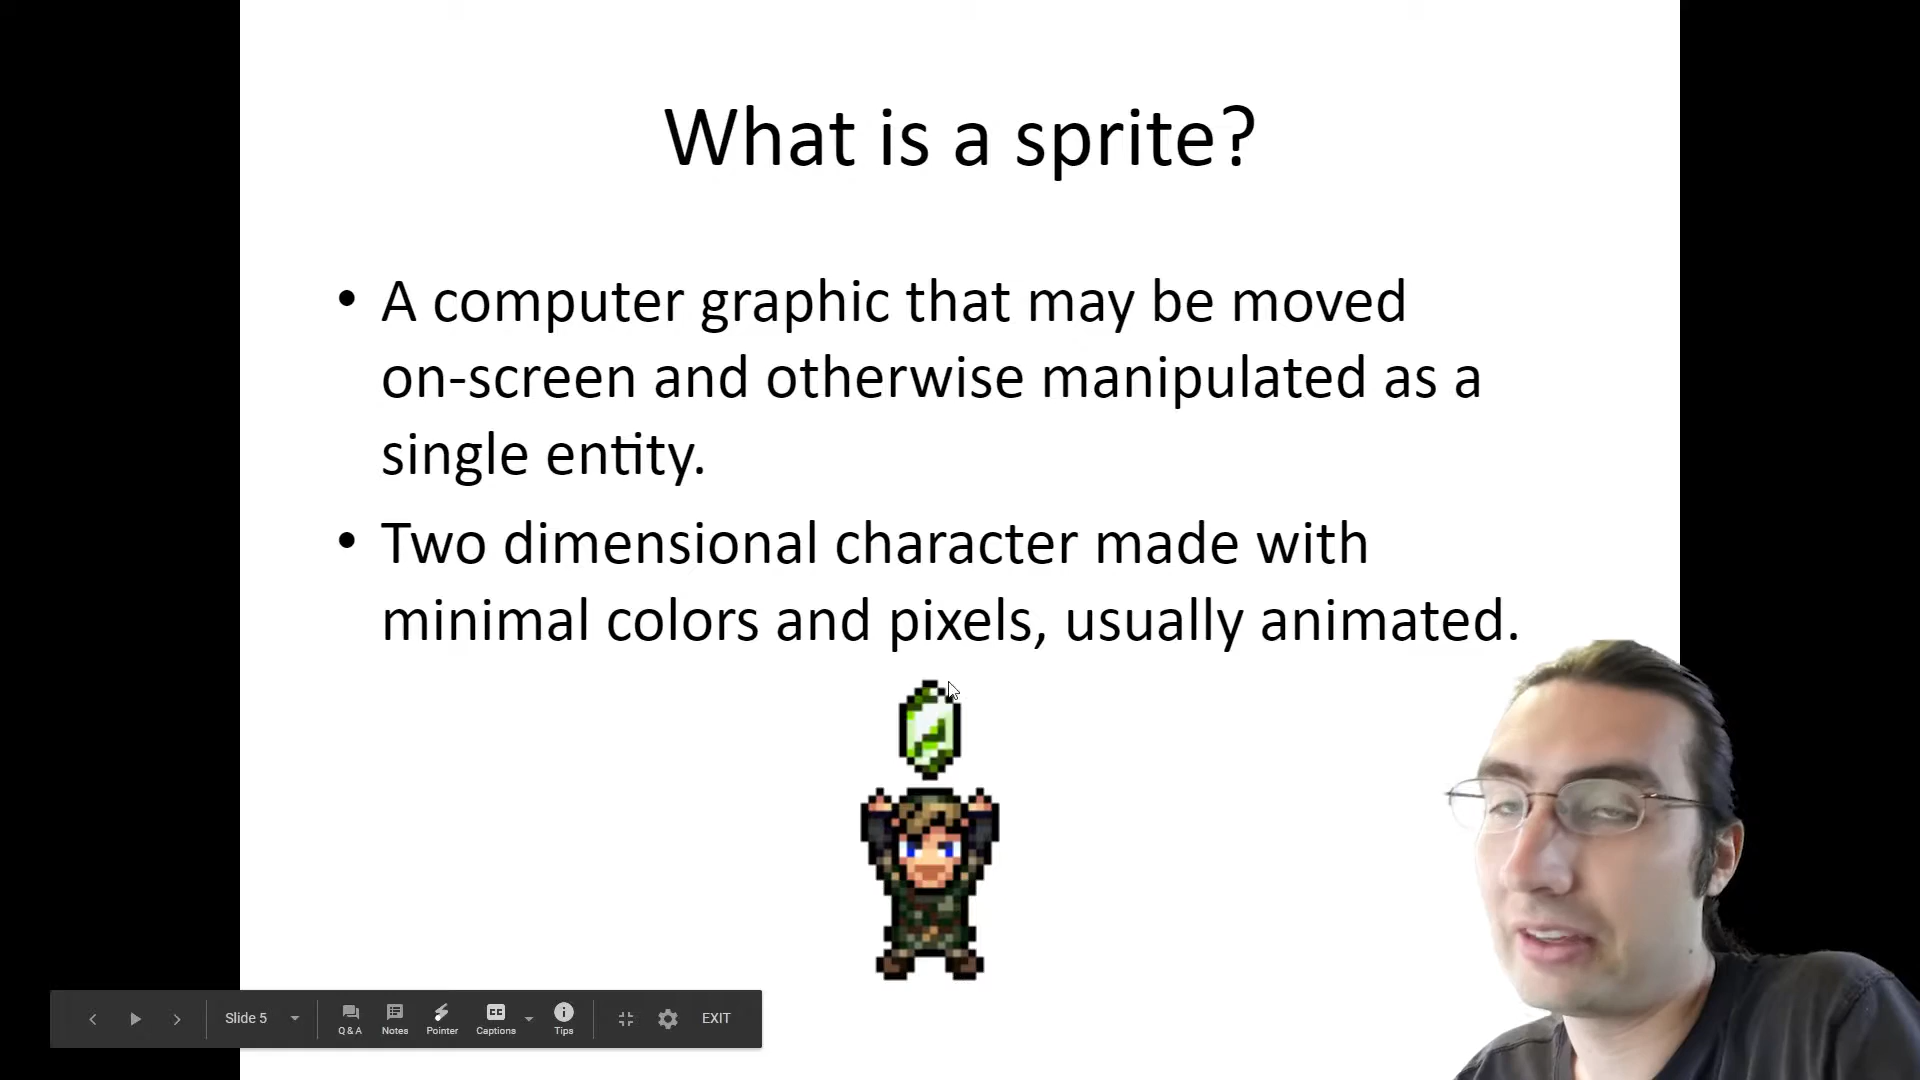 What is a sprite?
• A computer graphic that may be moved
on-screen and otherwise manipulated as a
single entity.
• Two dimensional character made with
minimal colors and pixels, usually animated.
Slide 5
Q&A
Notes
Pointer
CC
Captions
Tips
EXIT